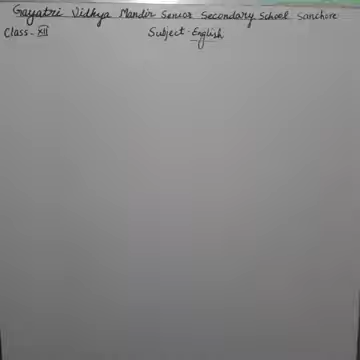 Gayatri Vidhya Mandir Senior Secondary School Sanchore
Class - XII Subject - English